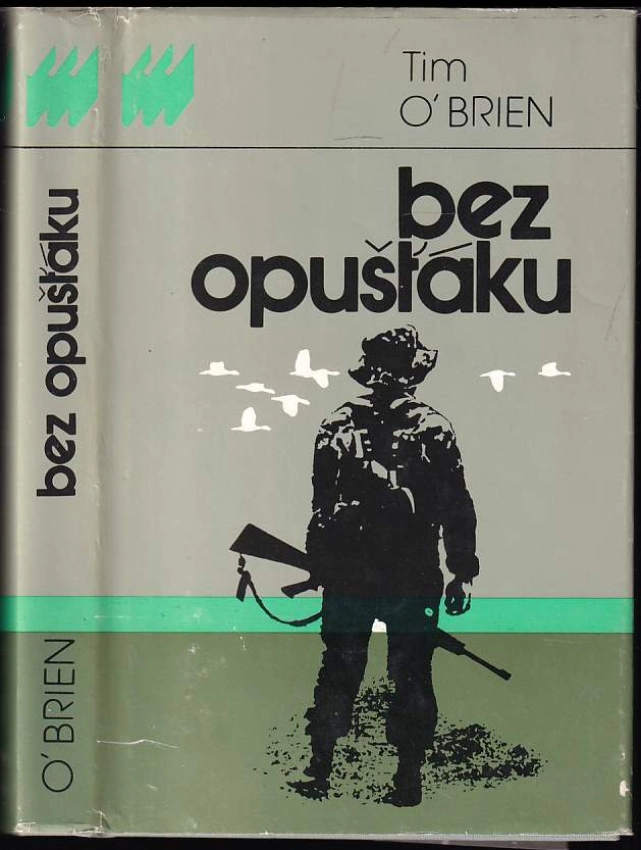 Tim
O'BRIEN
bez
opušťáku
bez opušťáku
O'BRIEN